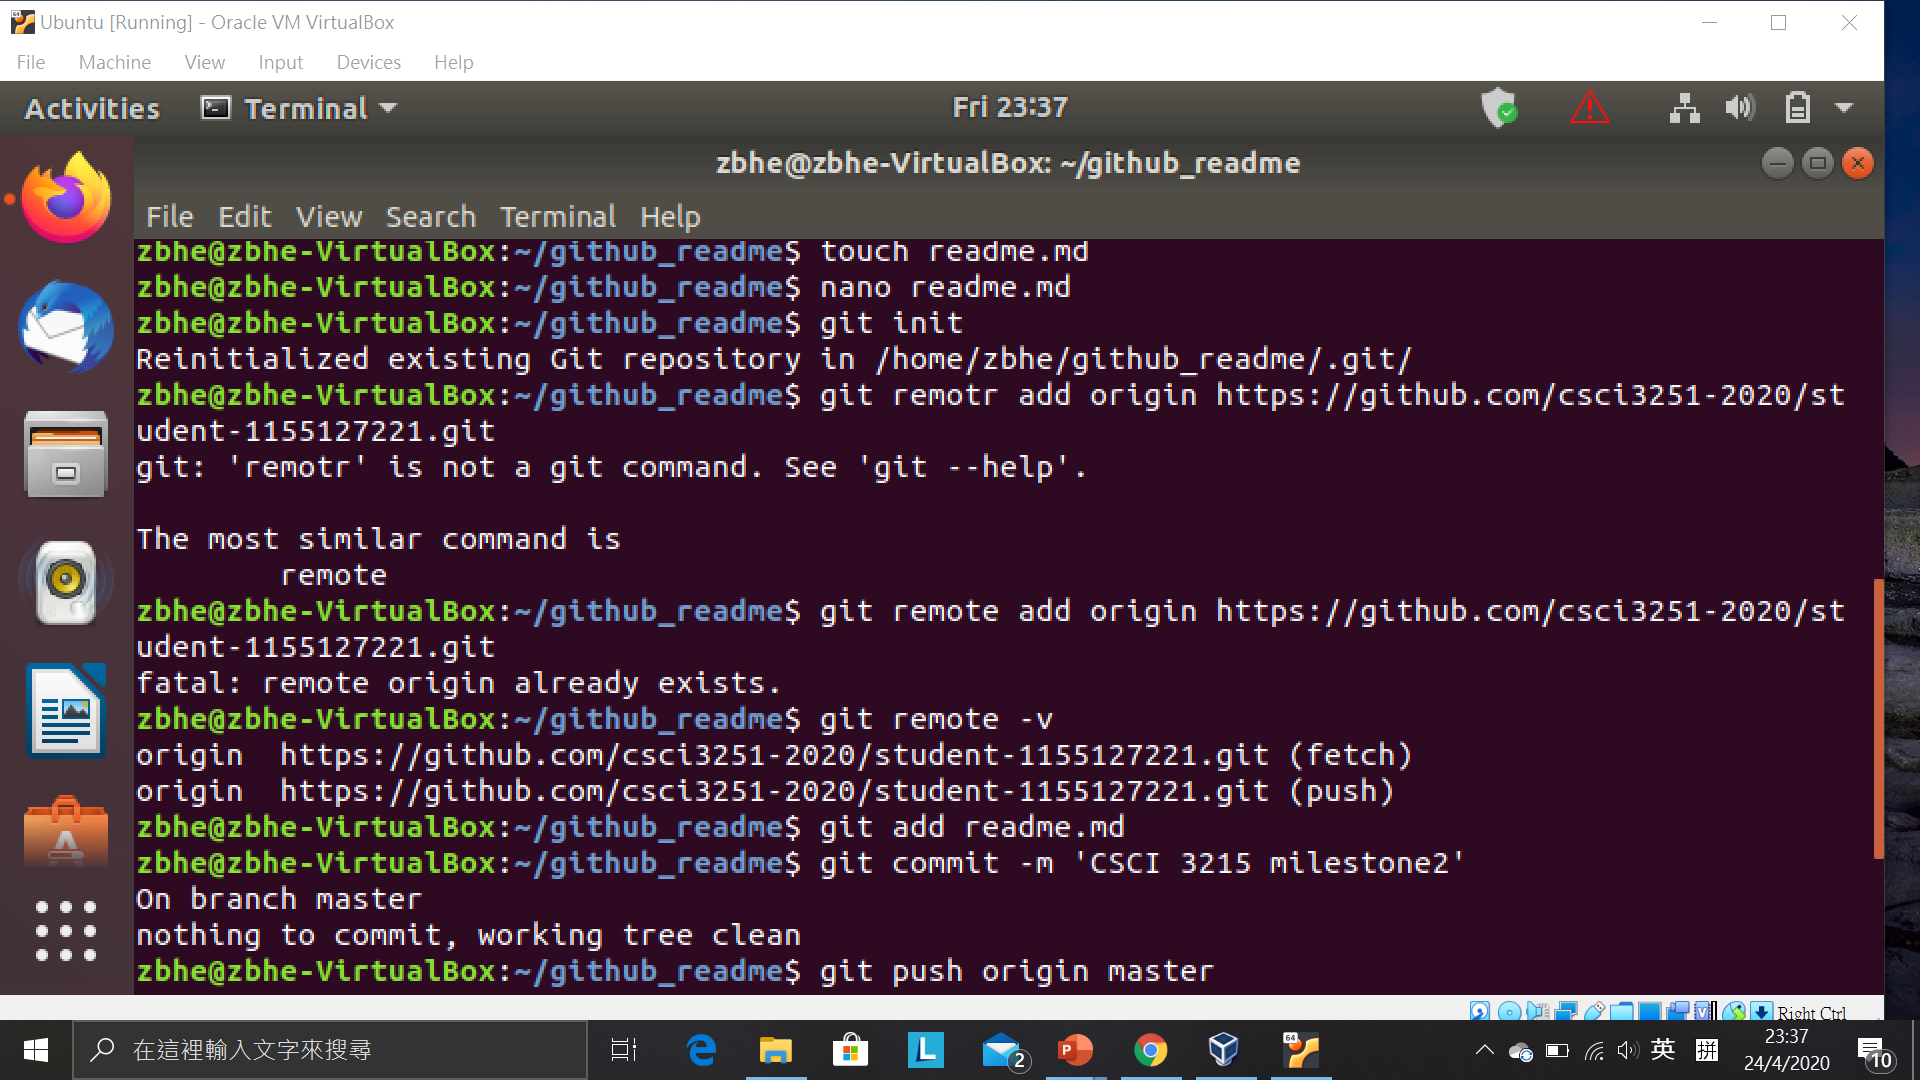 Ubuntu [Running] - Oracle VM VirtualBox
File Machine View Input Devices Help
Activities Terminal Fri 23:37
zbhe@zbhe-VirtualBox: ~/github_readme
File Edit View Search Terminal Help
zbhe@zbhe-VirtualBox:~/github_readme$ touch readme.md
zbhe@zbhe-VirtualBox:~/github_readme$ nano readme.md
zbhe@zbhe-VirtualBox:~/github_readme$ git init
Reinitialized existing Git repository in /home/zbhe/github_readme/.git/
zbhe@zbhe-VirtualBox:~/github_readme$ git remotr add origin https://github.com/csci3251-2020/st
udent-1155127221.git
git: 'remotr' is not a git command. See 'git --help'.
The most similar command is
remote
zbhe@zbhe-VirtualBox:~/github_readme$ git remote add origin https://github.com/csci3251-2020/st
udent-1155127221.git
fatal: remote origin already exists.
zbhe@zbhe-VirtualBox:~/github_readme$ git remote -v
origin https://github.com/csci3251-2020/student-1155127221.git (fetch)
origin https://github.com/csci3251-2020/student-1155127221.git (push)
zbhe@zbhe-VirtualBox:~/github_readme$ git add readme.md
zbhe@zbhe-VirtualBox:~/github_readme$ git commit -m 'CSCI 3215 milestone2'
On branch master
nothing to commit, working tree clean
zbhe@zbhe-VirtualBox:~/github_readme$ git push origin master
Right Ctrl
在這裡輸入文字來搜尋
L
2
P
64
英
拼
23:37
24/4/2020
10